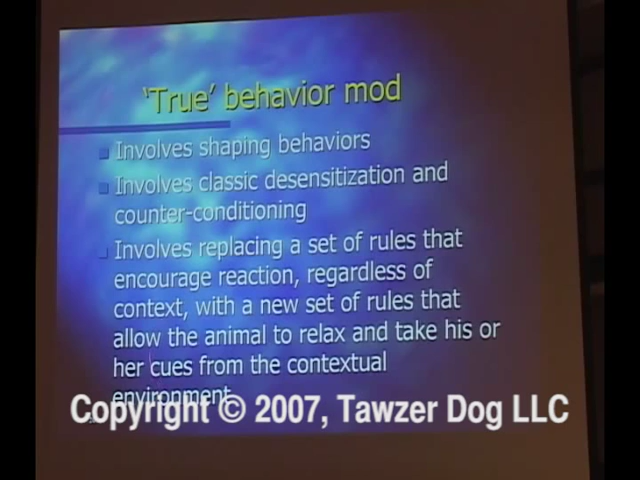 ‘True’ behavior mod
Involves shaping behaviors
Involves classic desensitization and
counter-conditioning
Involves replacing a set of rules that
encourage reaction, regardless of
context, with a new set of rules that
allow the animal to relax and take his or
her cues from the contextual
environment
Copyright © 2007, Tawzer Dog LLC